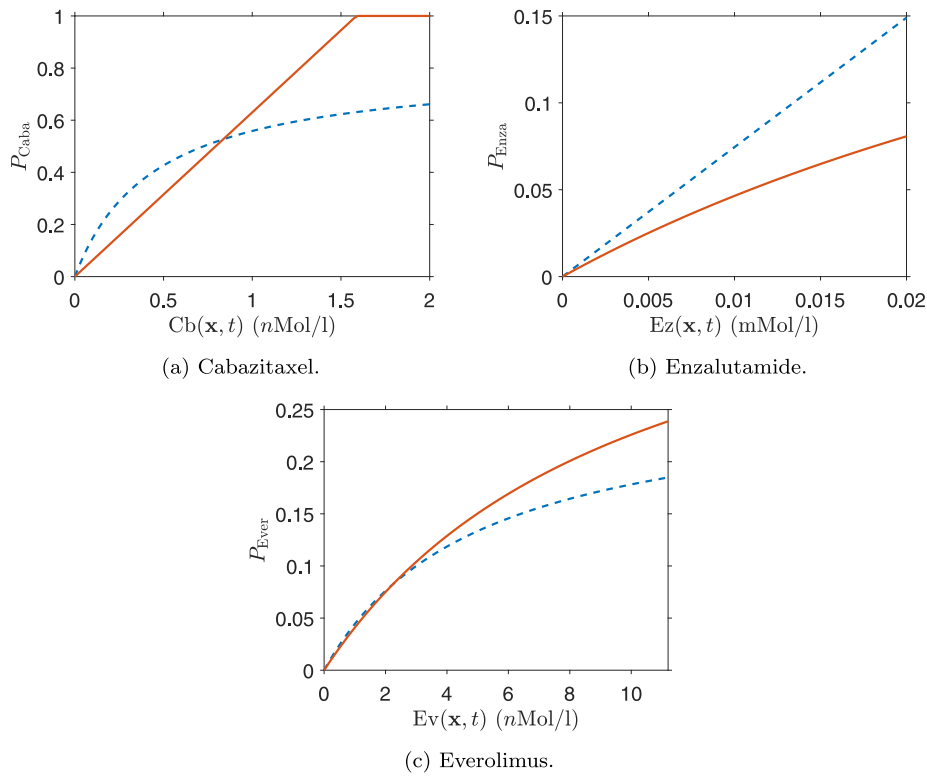 1
0.8
0.6
0.4
0.2
0
P_Caba
0 0.5 1 1.5 2
Cb(x, t) (nMol/l)
(a) Cabazitaxel.
0.15
0.1
0.05
0
P_Enza
0 0.005 0.01 0.015 0.02
Ez(x, t) (mMol/l)
(b) Enzalutamide.
0.25
0.2
0.15
0.1
0.05
0
P_Ever
0 2 4 6 8 10
Ev(x, t) (nMol/l)
(c) Everolimus.